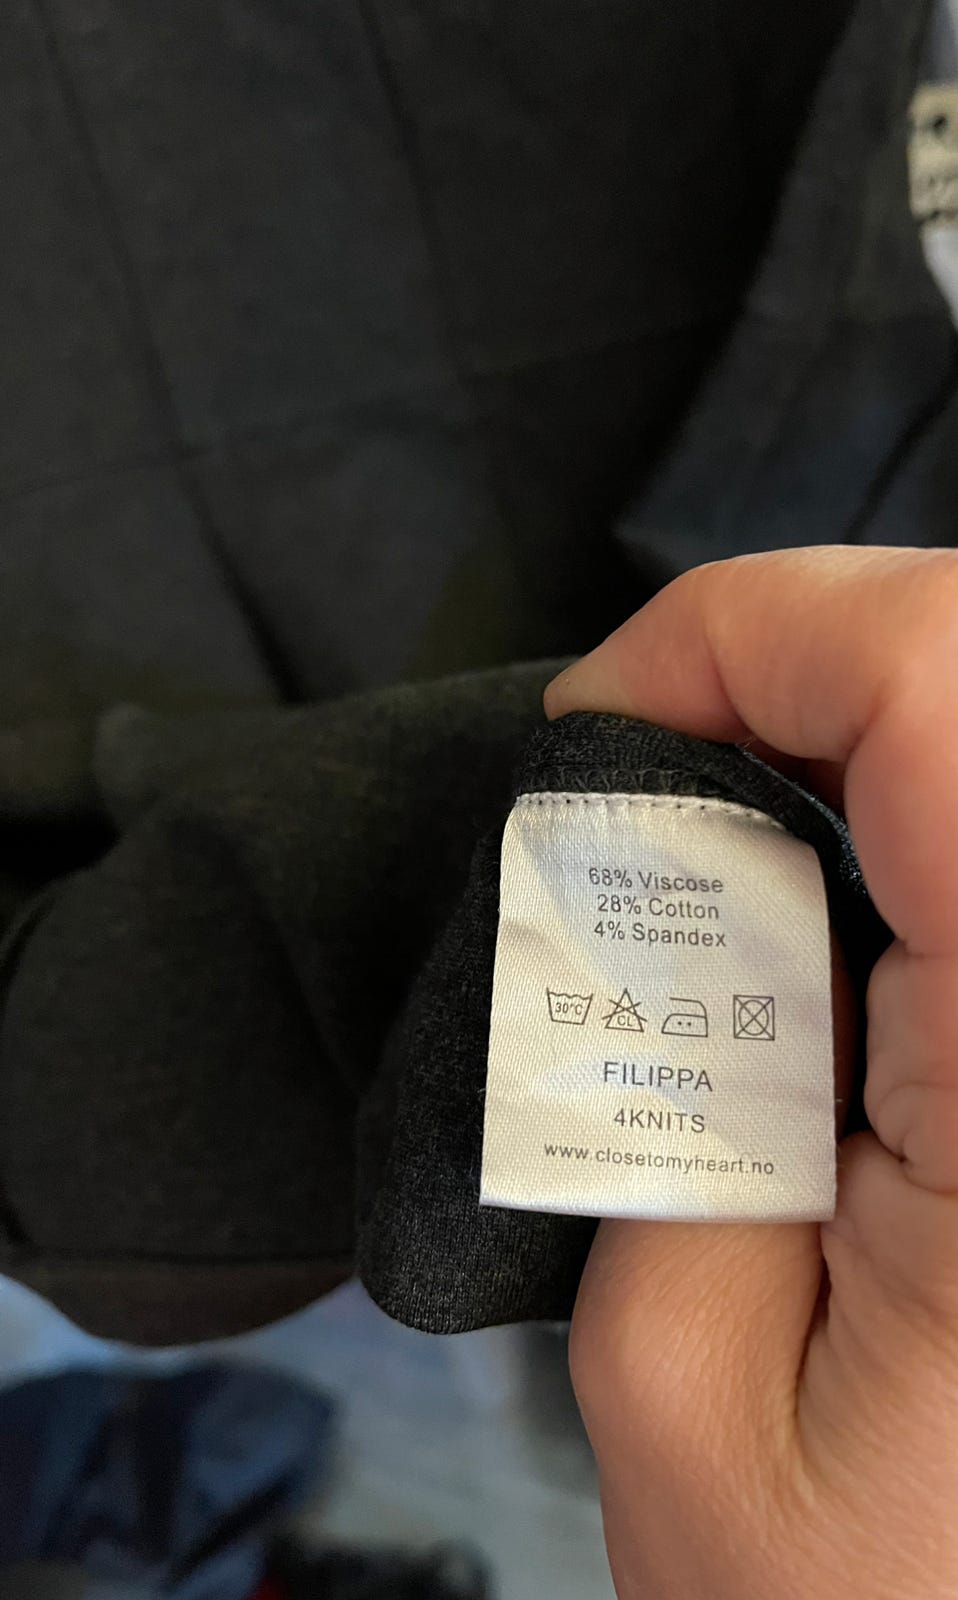 68% Viscose
28% Cotton
4% Spandex
30°C CL
FILIPPA
4KNITS
www.closetomyheart.no